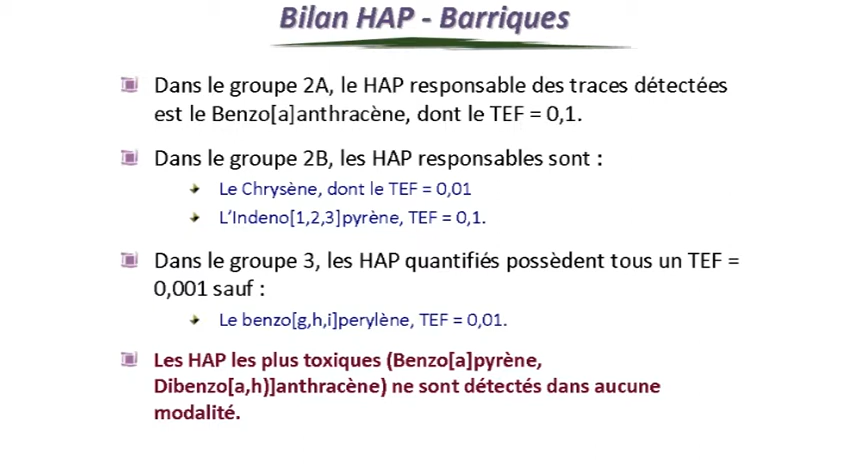 Bilan HAP - Barriques
Dans le groupe 2A, le HAP responsable des traces détectées
est le Benzo[a]anthracène, dont le TEF = 0,1.
Dans le groupe 2B, les HAP responsables sont :
Le Chrysène, dont le TEF = 0,01
L'Indeno[1,2,3]pyrène, TEF = 0,1.
Dans le groupe 3, les HAP quantifiés possèdent tous un TEF =
0,001 sauf :
Le benzo[g,h,i]perylène, TEF = 0,01.
Les HAP les plus toxiques (Benzo[a]pyrène,
Dibenzo[a,h)]anthracène) ne sont détectés dans aucune
modalité.